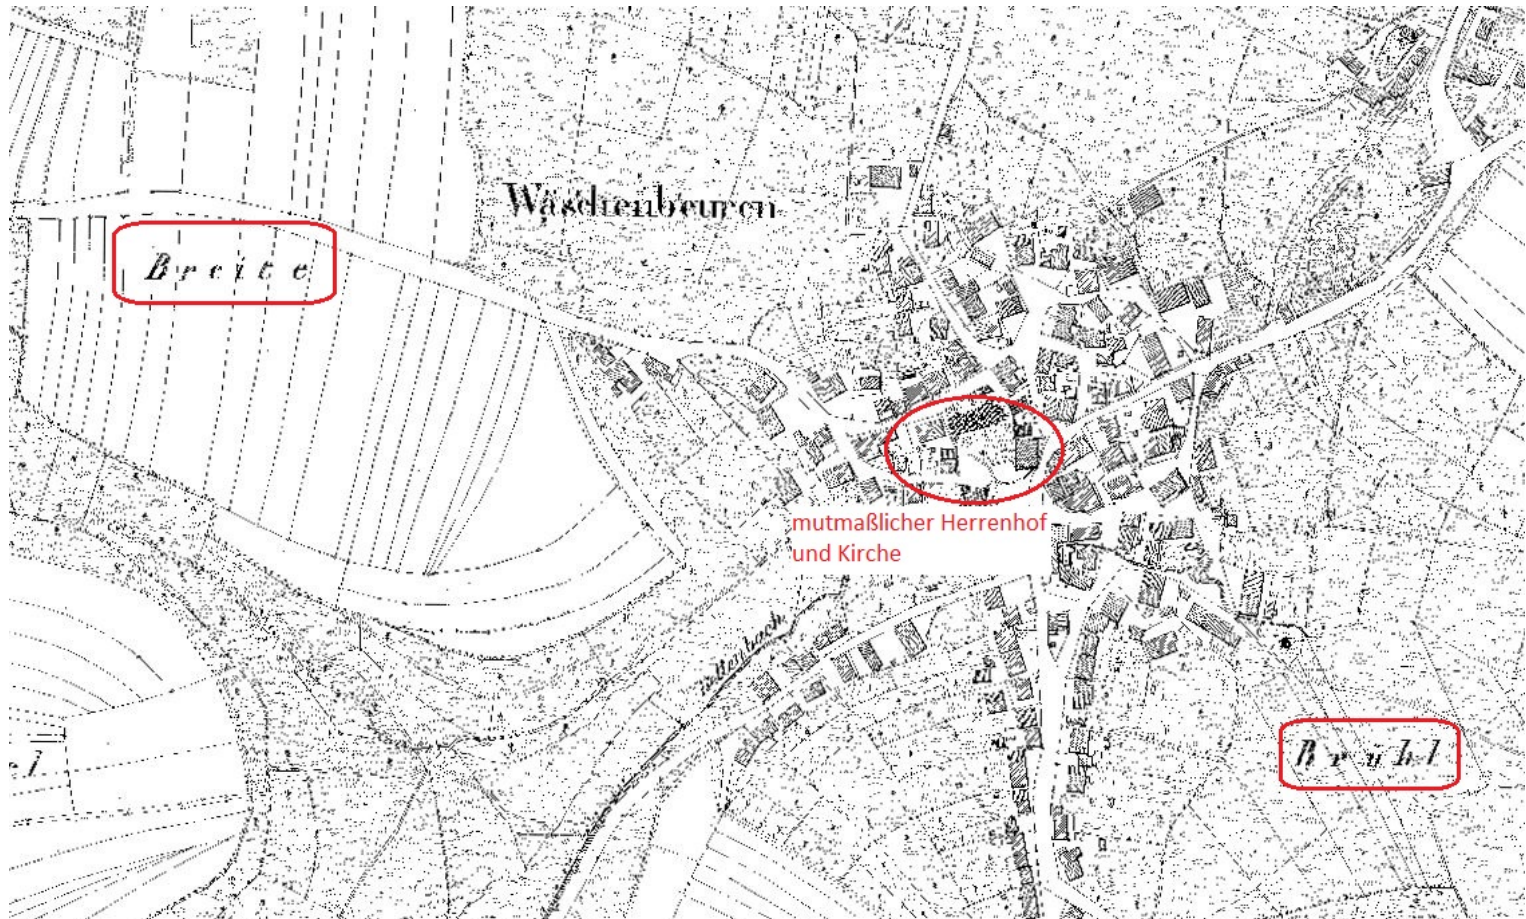 Wäschenbeuren
Breite
mutmaßlicher Herrenhof
und Kirche
Brühl